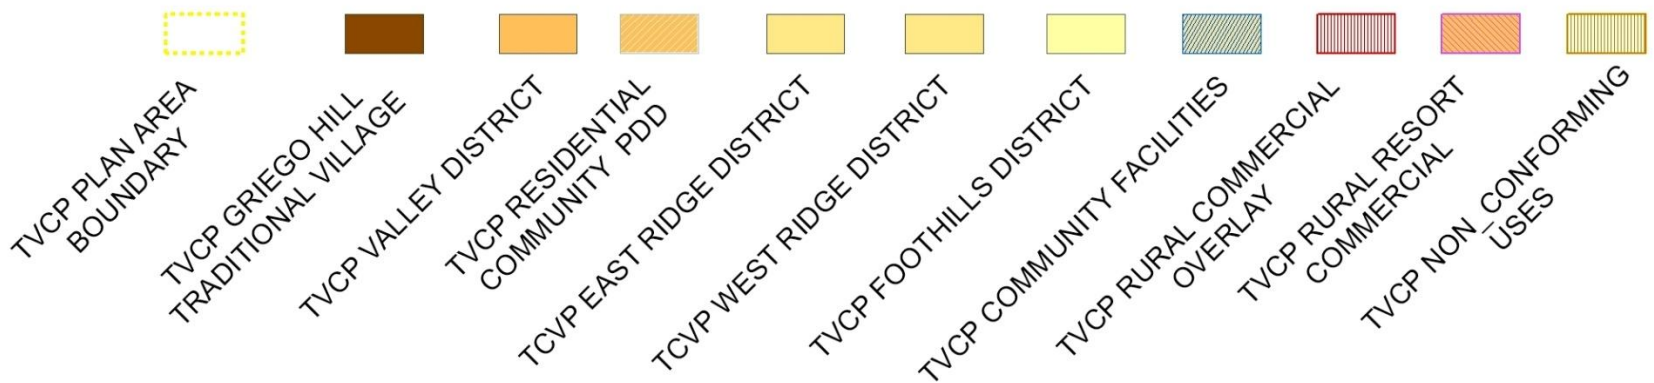 TVCP PLAN AREA
BOUNDARY
TVCP GRIEGO HILL
TRADITIONAL VILLAGE
TVCP VALLEY DISTRICT
TVCP RESIDENTIAL
COMMUNITY PDD
TCVP EAST RIDGE DISTRICT
TCVP WEST RIDGE DISTRICT
TVCP FOOTHILLS DISTRICT
TVCP COMMUNITY FACILITIES
TVCP RURAL COMMERCIAL
OVERLAY
TVCP RURAL RESORT
COMMERCIAL
TVCP NON_CONFORMING
USES